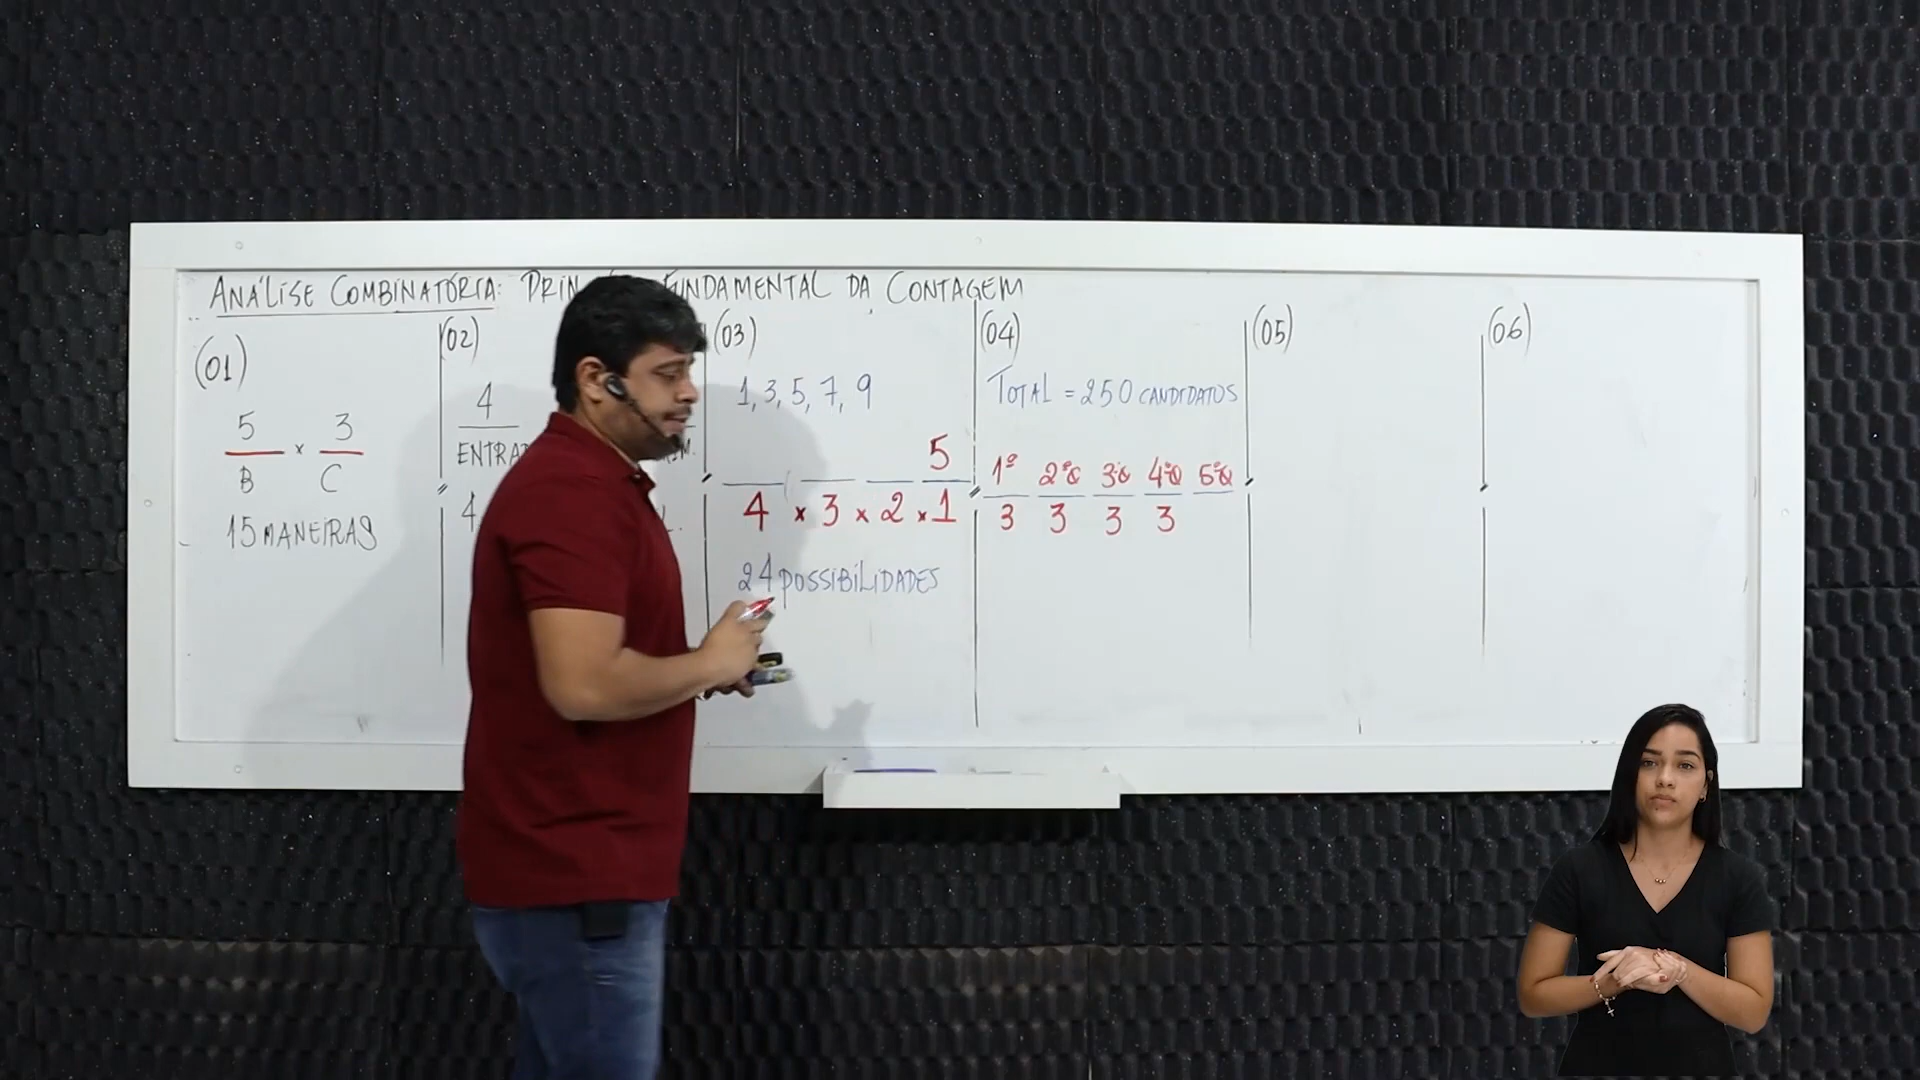 ANÁLISE COMBINATÓRIA: FUNDAMENTAL DA CONTAGEM
(01)
5 × 3
B C
15 MANEIRAS
(02)
4
4
(03)
1, 3, 5, 7, 9
5
4 × 3 × 2 × 1
24 POSSIBILIDADES
(04)
TOTAL = 250 CANDIDATOS
1º 2ºQ 3ºQ 4ºQ 5ºQ
3 3 3 3
(05)
(06)